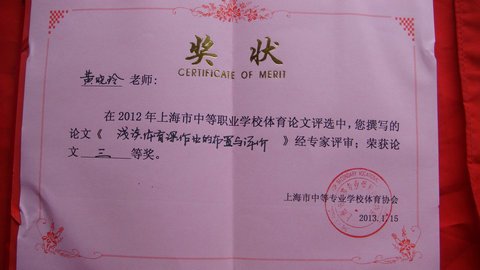 奖状
CERTIFICATE OF MERIT
黄晓玲 老师：
在2012年上海市中等职业学校体育论文评选中，您撰写的
论文《 浅谈体育课作业的布置与评价 》经专家评审；荣获论
文 三 等奖。
上海市中等专业学校体育协会
2013.1.15